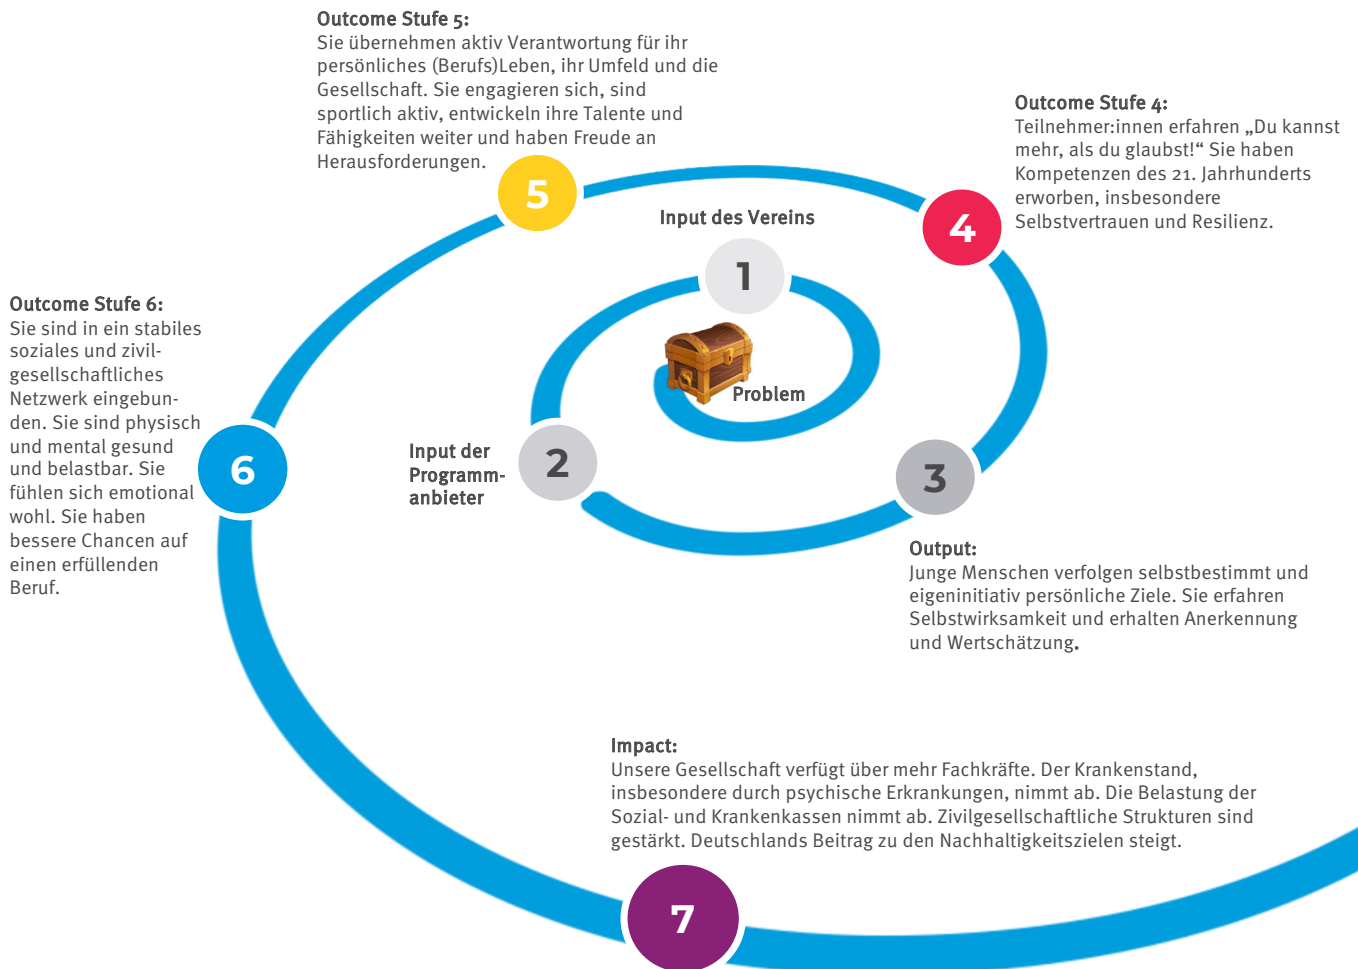 Outcome Stufe 5:
Sie übernehmen aktiv Verantwortung für ihr
persönliches (Berufs)Leben, ihr Umfeld und die
Gesellschaft. Sie engagieren sich, sind
sportlich aktiv, entwickeln ihre Talente und
Fähigkeiten weiter und haben Freude an
Herausforderungen.
5
Outcome Stufe 4:
Teilnehmer:innen erfahren „Du kannst
mehr, als du glaubst!“ Sie haben
Kompetenzen des 21. Jahrhunderts
erworben, insbesondere
Selbstvertrauen und Resilienz.
4
Input des Vereins
1
Problem
Outcome Stufe 6:
Sie sind in ein stabiles
soziales und zivil-
gesellschaftliches
Netzwerk eingebun-
den. Sie sind physisch
und mental gesund
und belastbar. Sie
fühlen sich emotional
wohl. Sie haben
bessere Chancen auf
einen erfüllenden
Beruf.
6
Input der
Programm-
anbieter
2
3
Output:
Junge Menschen verfolgen selbstbestimmt und
eigeninitiativ persönliche Ziele. Sie erfahren
Selbstwirksamkeit und erhalten Anerkennung
und Wertschätzung.
Impact:
Unsere Gesellschaft verfügt über mehr Fachkräfte. Der Krankenstand,
insbesondere durch psychische Erkrankungen, nimmt ab. Die Belastung der
Sozial- und Krankenkassen nimmt ab. Zivilgesellschaftliche Strukturen sind
gestärkt. Deutschlands Beitrag zu den Nachhaltigkeitszielen steigt.
7